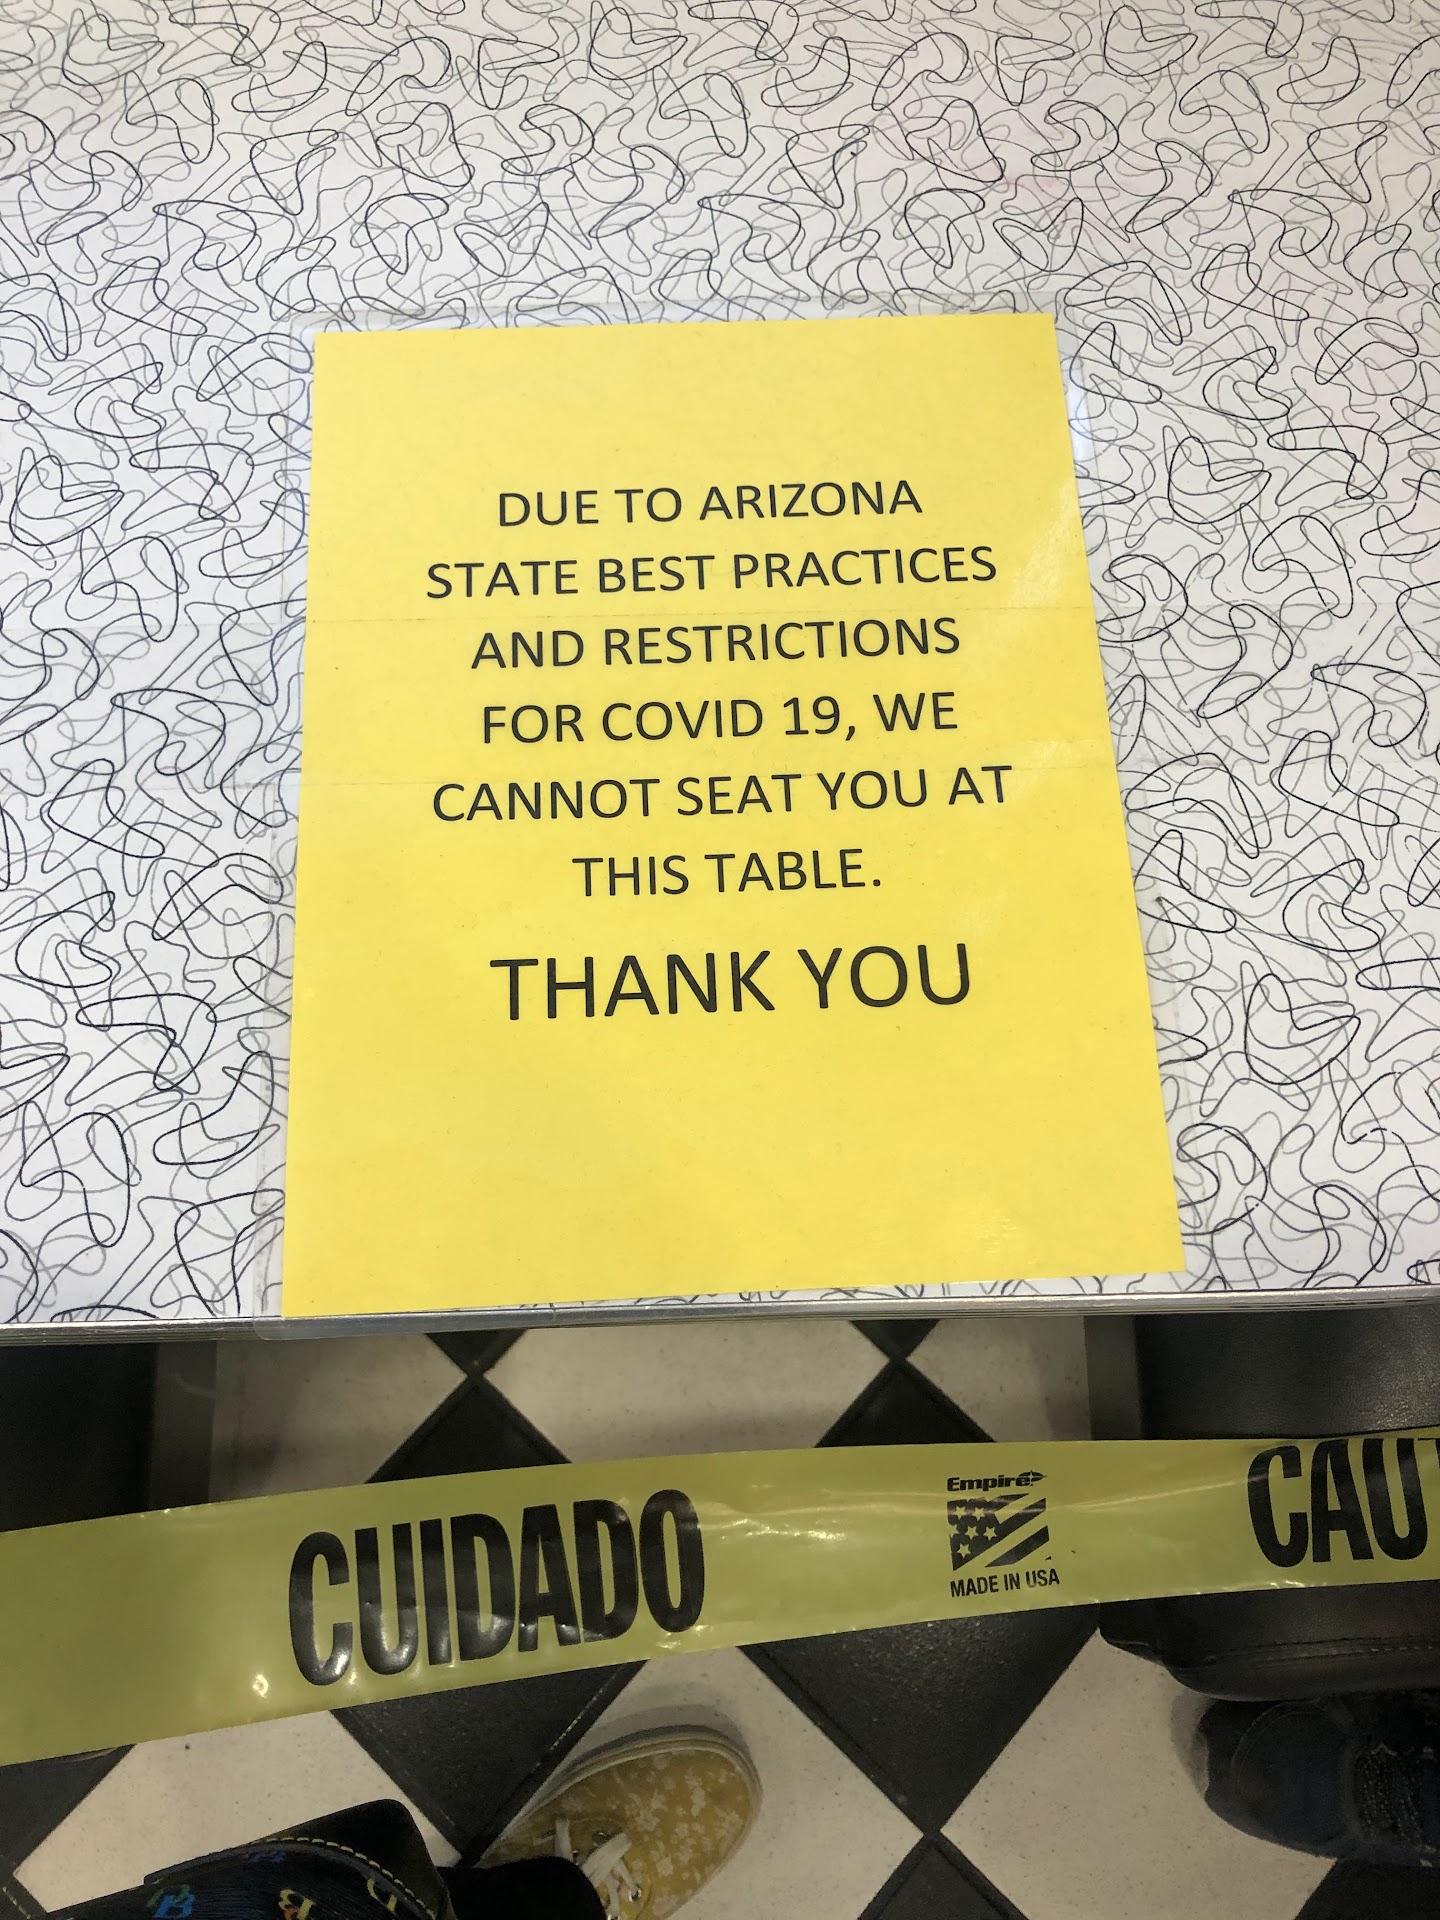 DUE TO ARIZONA
STATE BEST PRACTICES
AND RESTRICTIONS
FOR COVID 19, WE
CANNOT SEAT YOU AT
THIS TABLE.
THANK YOU
CUIDADO
Empire
MADE IN USA
CAUT